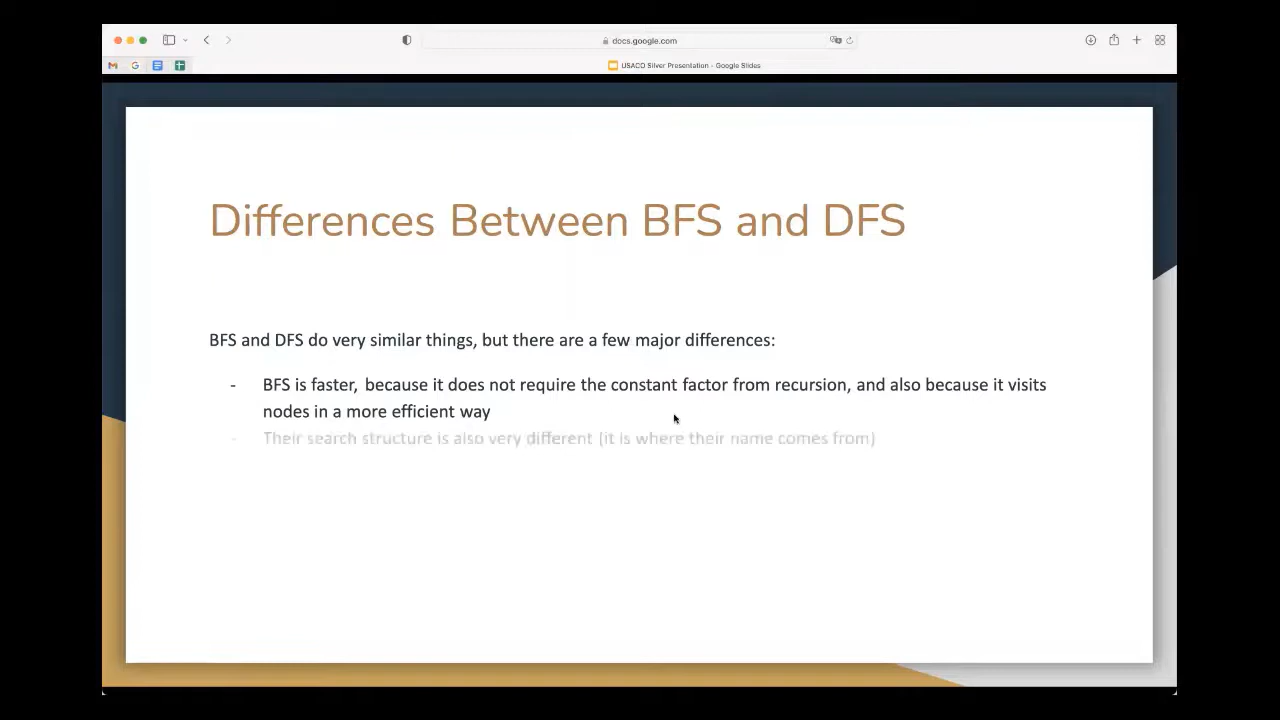 docs.google.com
USACO Silver Presentation - Google Slides
Differences Between BFS and DFS
BFS and DFS do very similar things, but there are a few major differences:
- BFS is faster, because it does not require the constant factor from recursion, and also because it visits
nodes in a more efficient way
- Their search structure is also very different (it is where their name comes from)